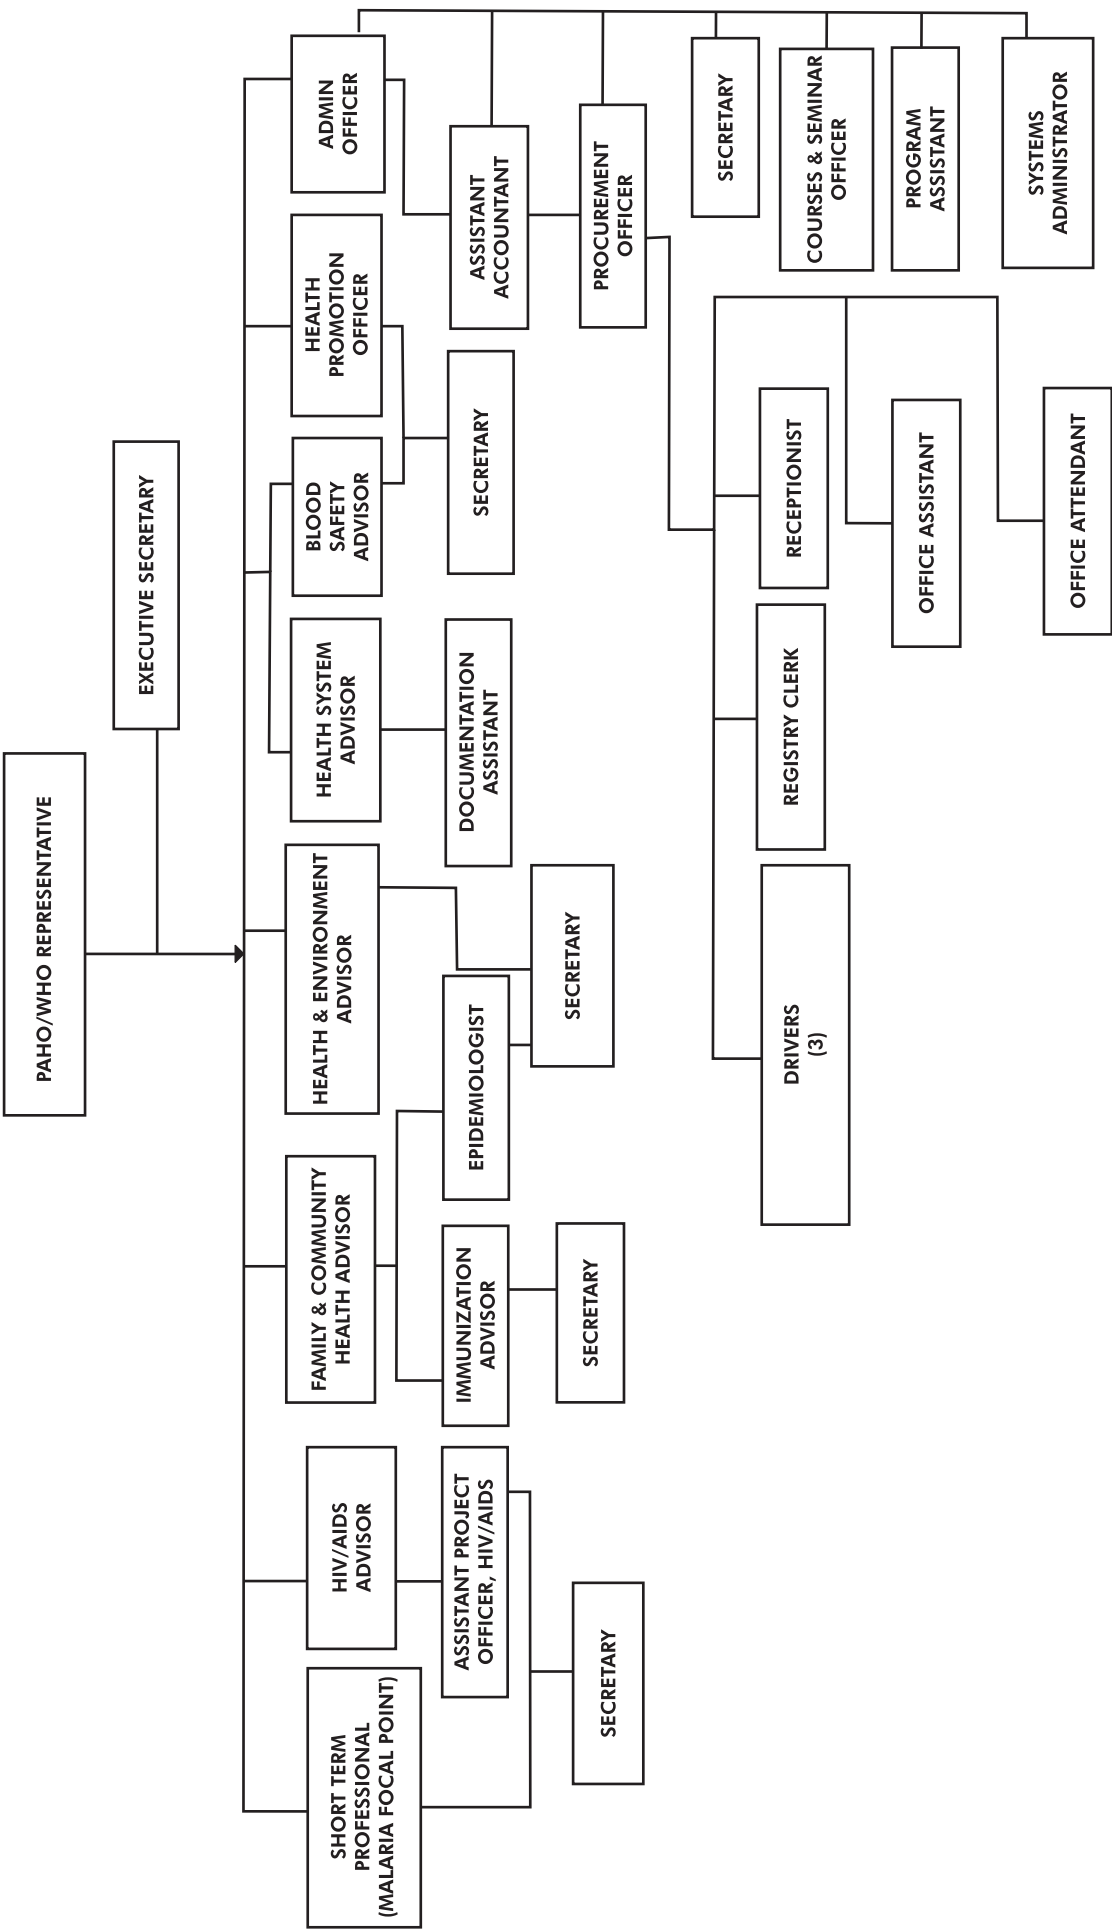 PAHO/WHO REPRESENTATIVE
EXECUTIVE SECRETARY
SHORT TERM
PROFESSIONAL
(MALARIA FOCAL POINT)
HIV/AIDS
ADVISOR
FAMILY & COMMUNITY
HEALTH ADVISOR
HEALTH & ENVIRONMENT
ADVISOR
HEALTH SYSTEM
ADVISOR
BLOOD
SAFETY
ADVISOR
HEALTH
PROMOTION
OFFICER
ADMIN
OFFICER
ASSISTANT PROJECT
OFFICER, HIV/AIDS
IMMUNIZATION
ADVISOR
EPIDEMIOLOGIST
DOCUMENTATION
ASSISTANT
SECRETARY
ASSISTANT
ACCOUNTANT
SECRETARY
SECRETARY
SECRETARY
PROCUREMENT
OFFICER
SECRETARY
COURSES & SEMINAR
OFFICER
PROGRAM
ASSISTANT
SYSTEMS
ADMINISTRATOR
DRIVERS
(3)
REGISTRY CLERK
RECEPTIONIST
OFFICE ASSISTANT
OFFICE ATTENDANT